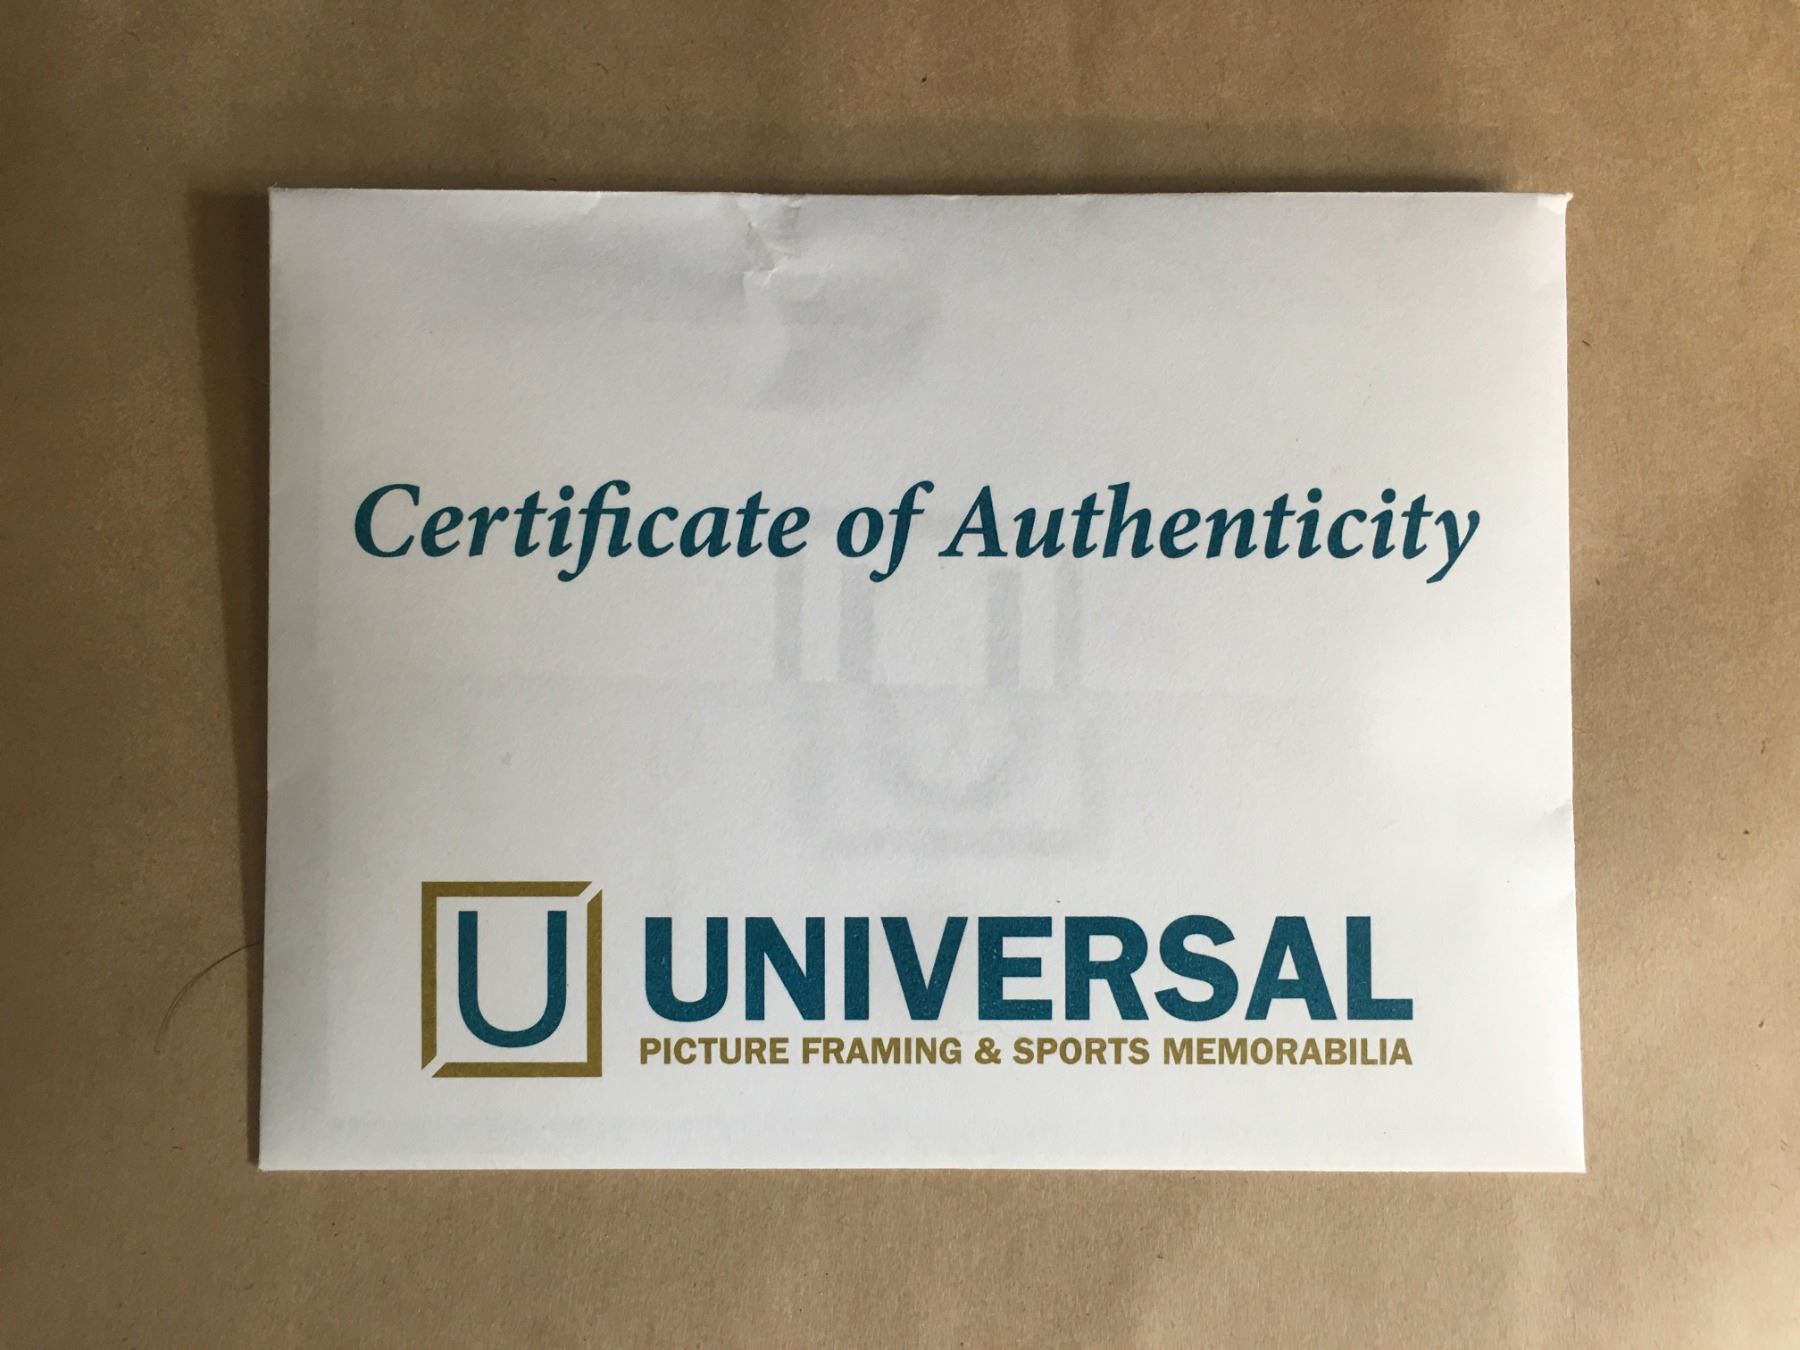 Certificate of Authenticity
U
UNIVERSAL
PICTURE FRAMING & SPORTS MEMORABILIA